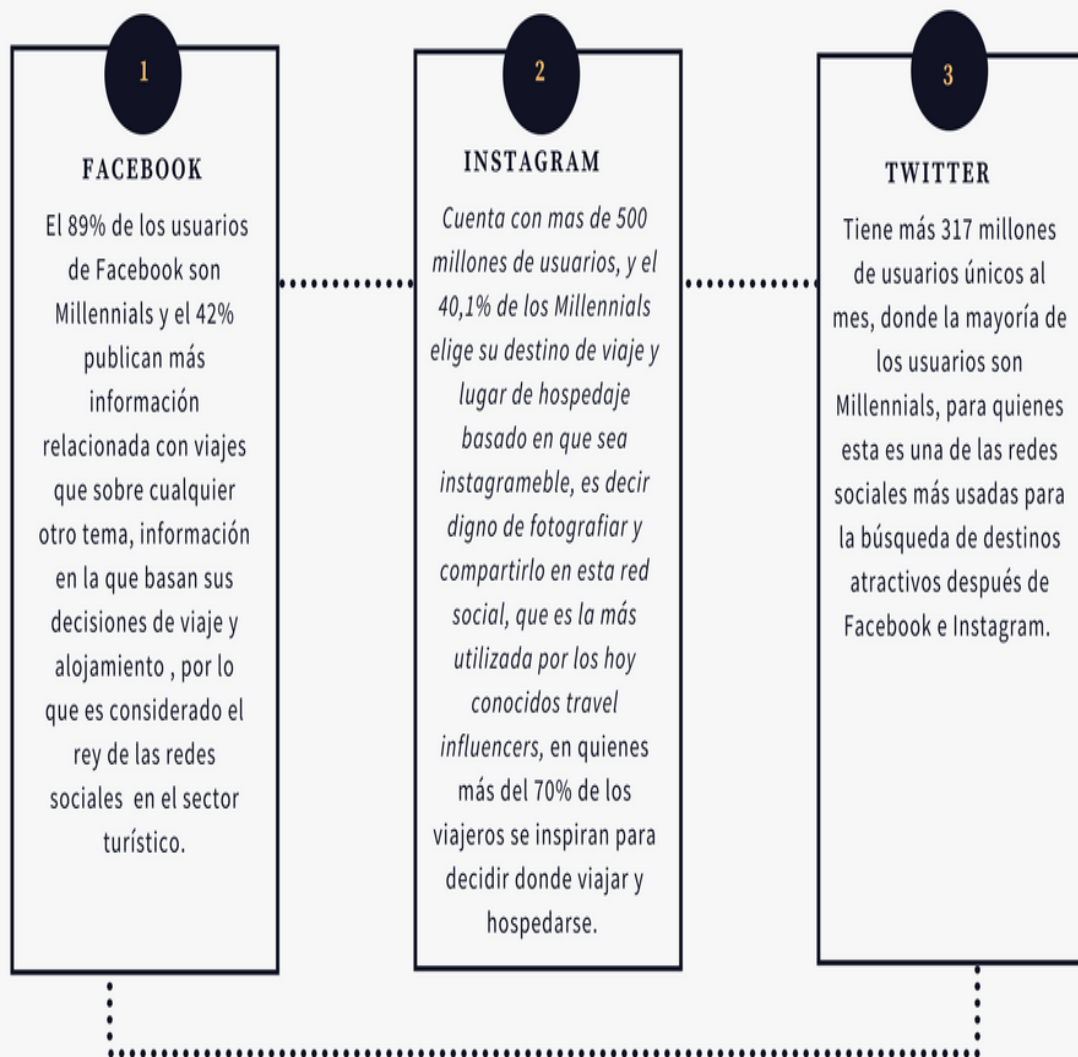 1
FACEBOOK
El 89% de los usuarios
de Facebook son
Millennials y el 42%
publican más
información
relacionada con viajes
que sobre cualquier
otro tema, información
en la que basan sus
decisiones de viaje y
alojamiento , por lo
que es considerado el
rey de las redes
sociales en el sector
turístico.
2
INSTAGRAM
Cuenta con mas de 500
millones de usuarios, y el
40,1% de los Millennials
elige su destino de viaje y
lugar de hospedaje
basado en que sea
instagrameble, es decir
digno de fotografiar y
compartirlo en esta red
social, que es la más
utilizada por los hoy
conocidos travel
influencers, en quienes
más del 70% de los
viajeros se inspiran para
decidir donde viajar y
hospedarse.
3
TWITTER
Tiene más 317 millones
de usuarios únicos al
mes, donde la mayoría de
los usuarios son
Millennials, para quienes
esta es una de las redes
sociales más usadas para
la búsqueda de destinos
atractivos después de
Facebook e Instagram.